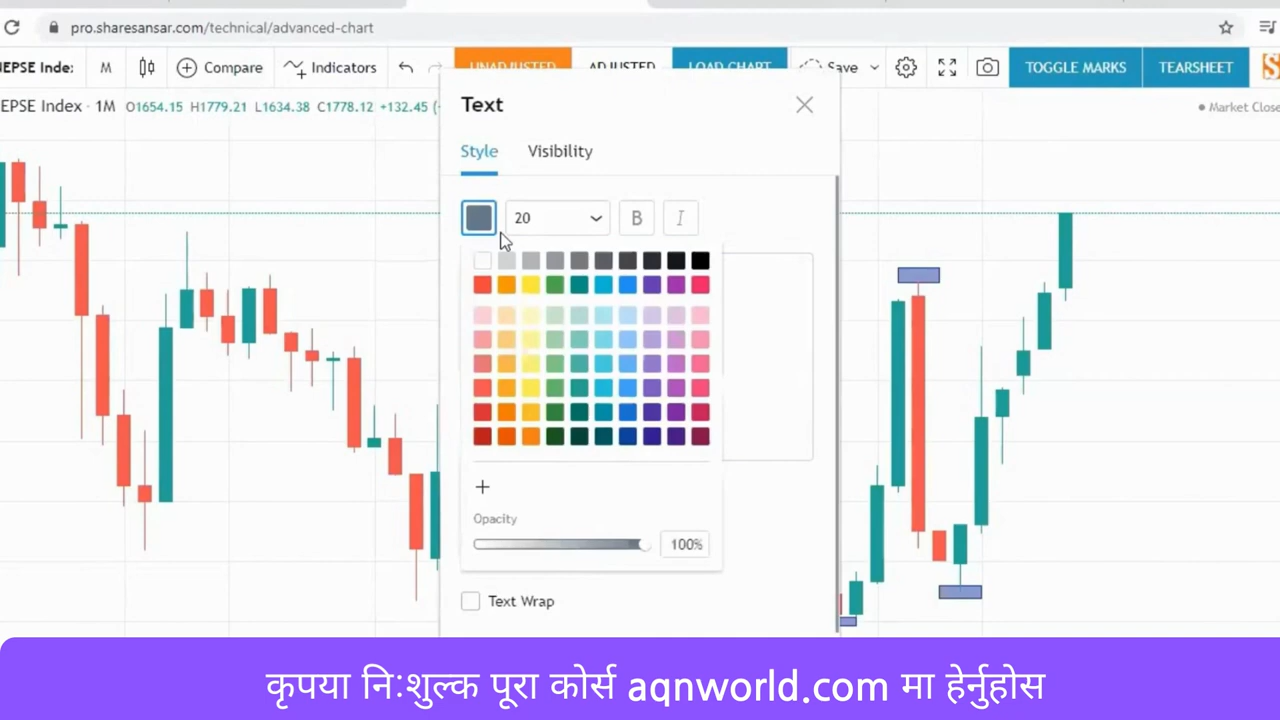 pro.sharesansar.com/technical/advanced-chart
NEPSE Inde: M Compare Indicators UNADJUSTED ADJUSTED LOAD CHART Save TOGGLE MARKS TEARSHEET
EPSE Index · 1M O1654.15 H1779.21 L1634.38 C1778.12 +132.45 (
Market Close
Text
Style Visibility
20 B I
Opacity
100%
Text Wrap
कृपया नि:शुल्क पूरा कोर्स aqnworld.com मा हेर्नुहोस